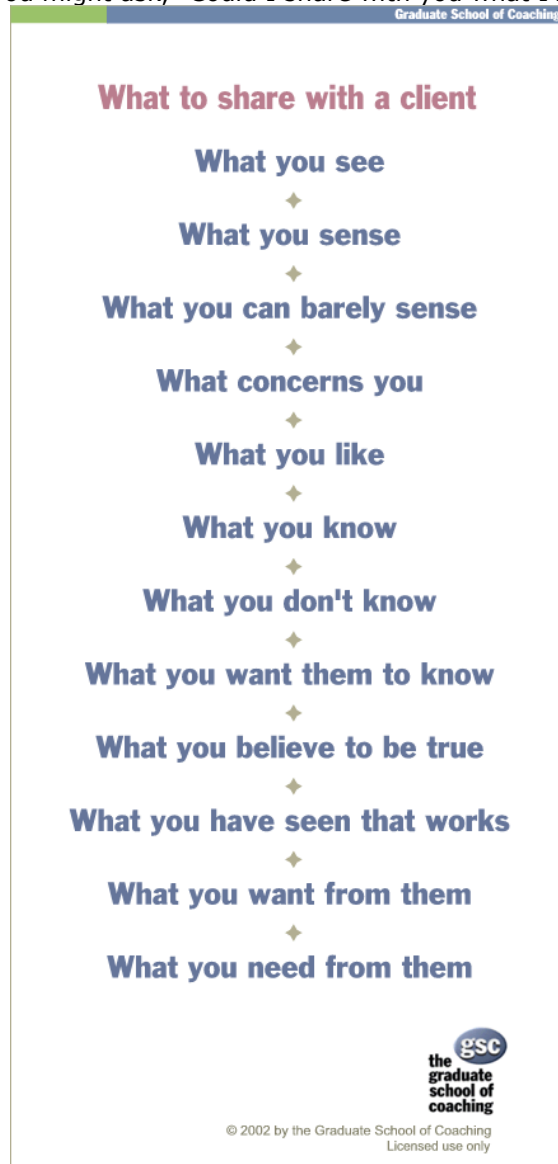 Graduate School of Coaching
What to share with a client
What you see
What you sense
What you can barely sense
What concerns you
What you like
What you know
What you don't know
What you want them to know
What you believe to be true
What you have seen that works
What you want from them
What you need from them
gsc
the
graduate
school of
coaching
© 2002 by the Graduate School of Coaching
Licensed use only